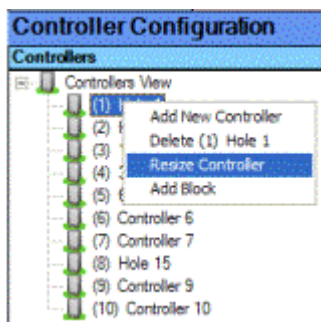 Controller Configuration
Controllers
Controllers View
(1)
Add New Controller
(2)
Delete (1) Hole 1
(3)
Resize Controller
(4)
Add Block
(5)
(6) Controller 6
(7) Controller 7
(8) Hole 15
(9) Controller 9
(10) Controller 10